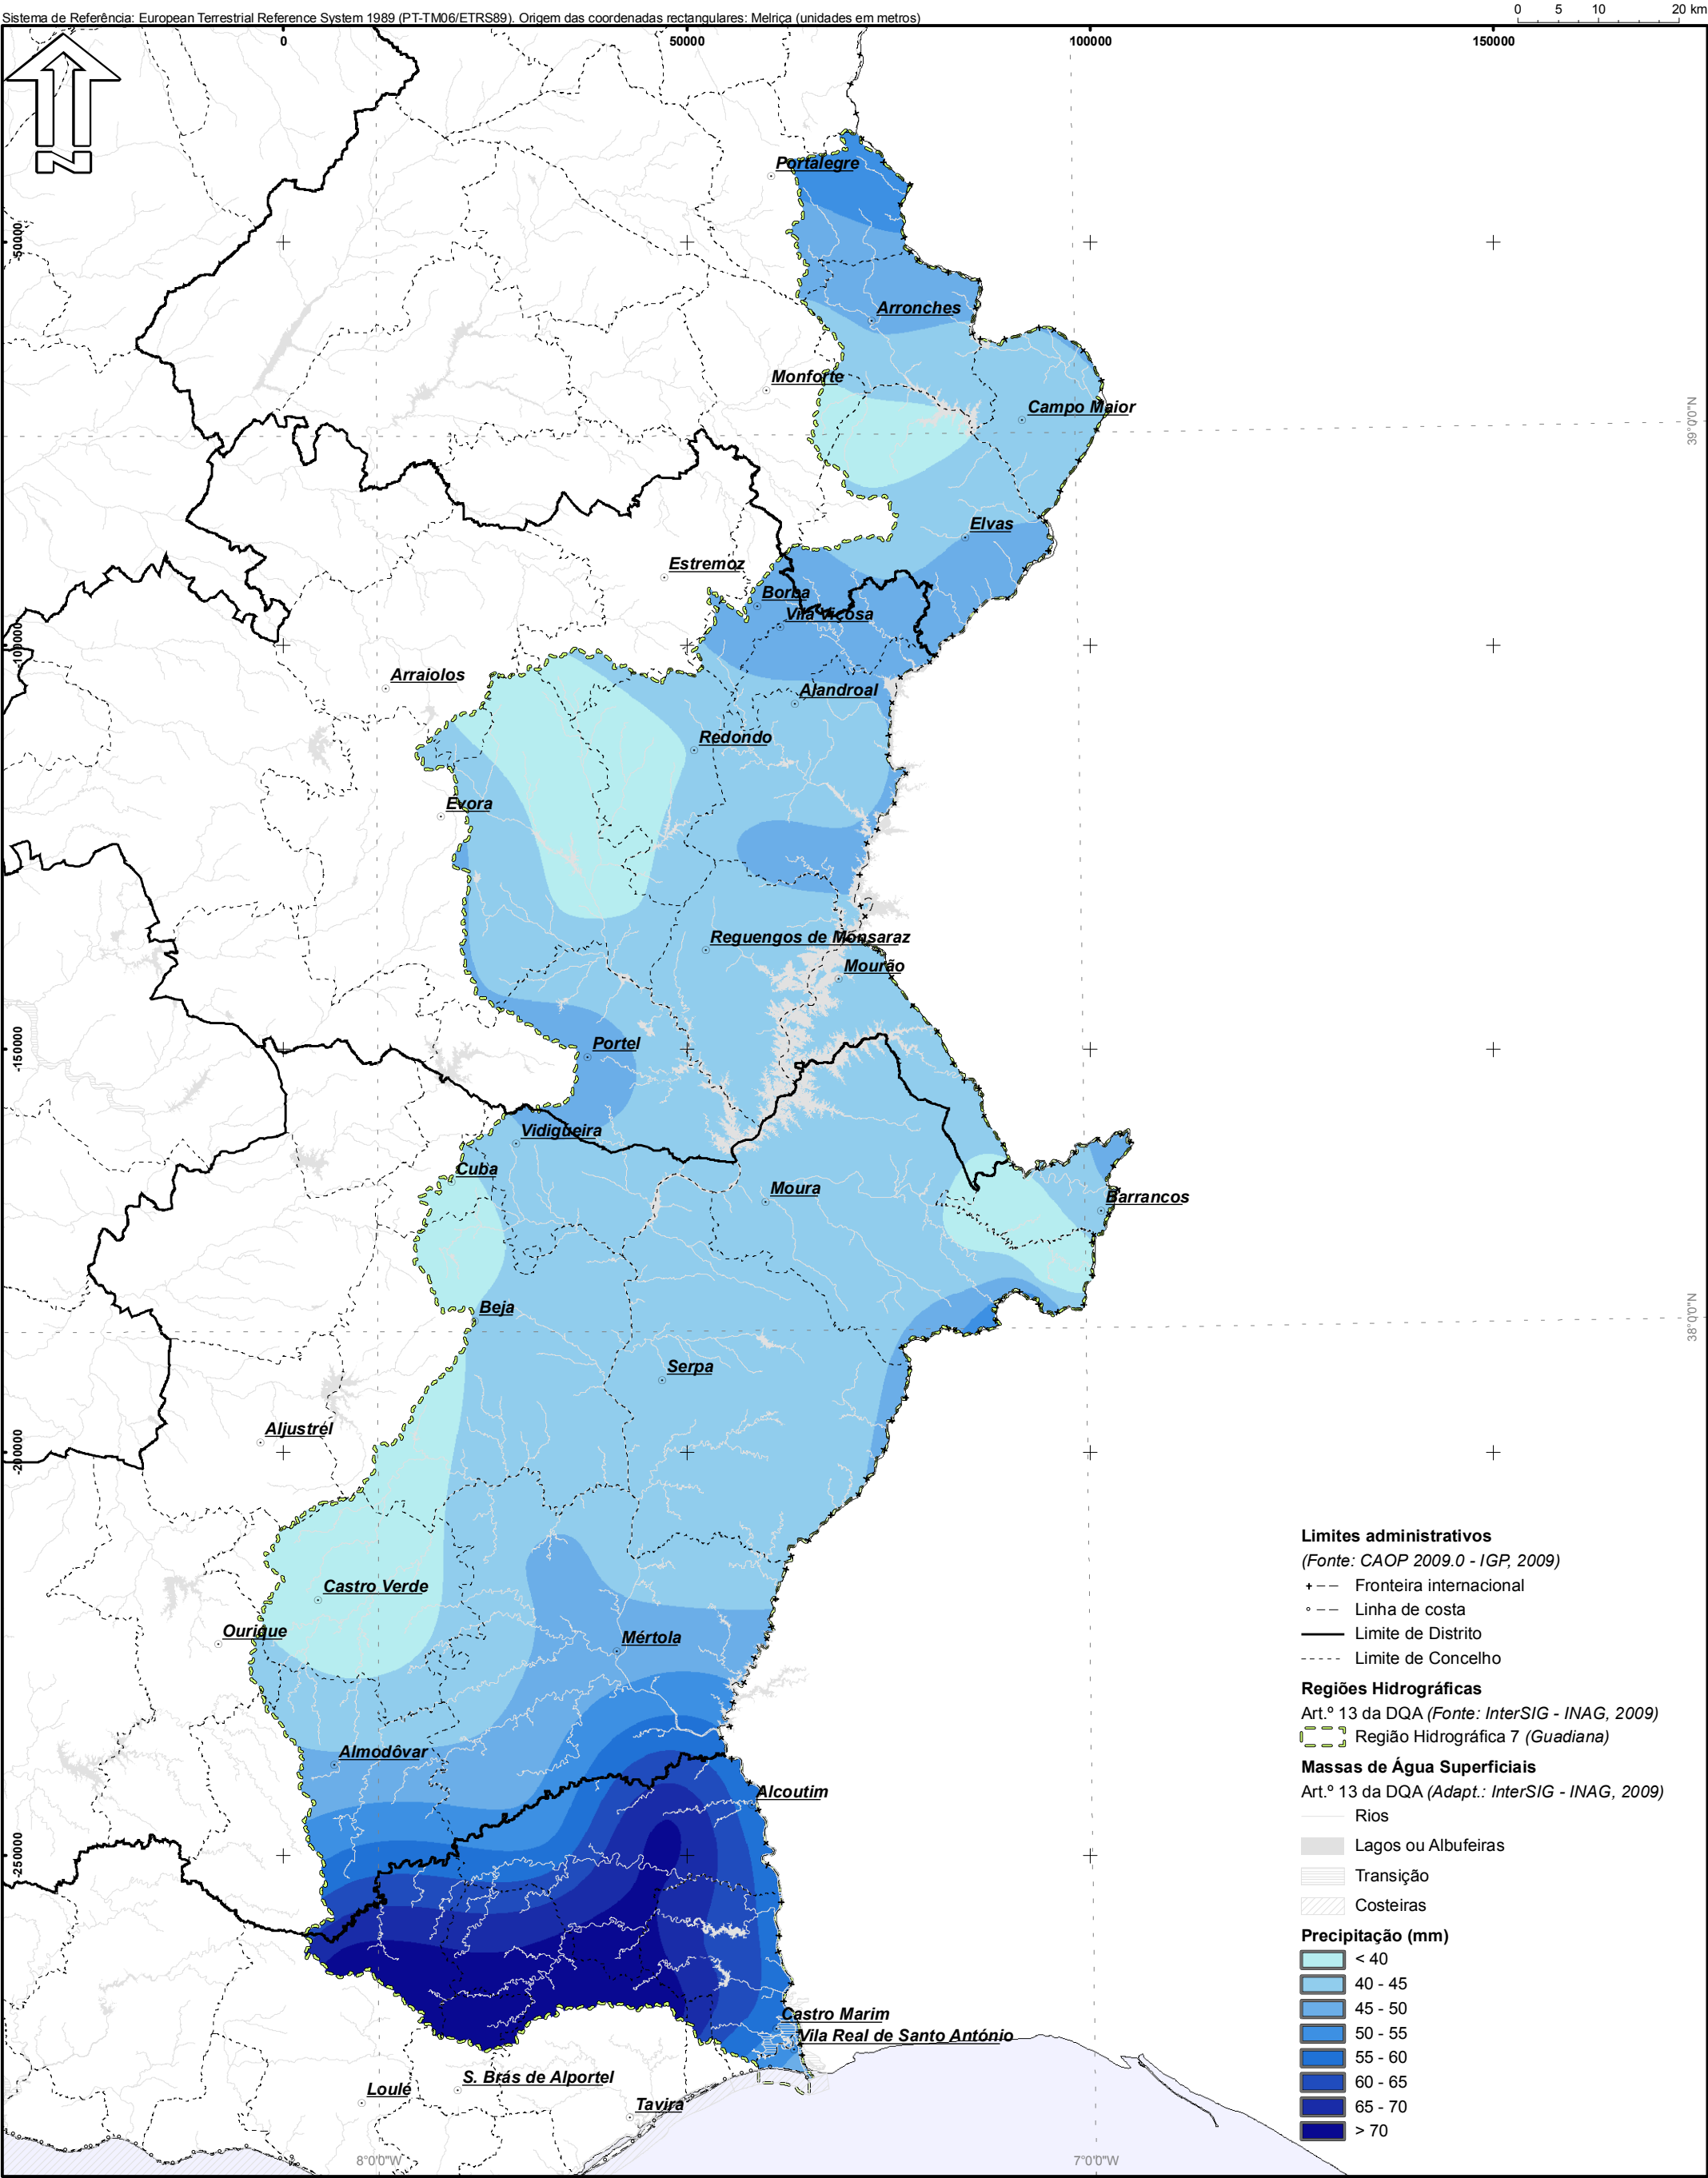 Sistema de Referência: European Terrestrial Reference System 1989 (PT-TM06/ETRS89). Origem das coordenadas rectangulares: Melriça (unidades em metros)
0 5 10 20 km
0 50000 100000 150000
N
-50000
-100000
-150000
-200000
-250000
39°0'0"N
38°0'0"N
8°0'0"W
7°0'0"W
Portalegre
Arronches
Monforte
Campo Maior
Elvas
Estremoz
Borba
Vila Viçosa
Arraiolos
Alandroal
Redondo
Évora
Reguengos de Monsaraz
Mourão
Portel
Vidigueira
Cuba
Moura
Barrancos
Beja
Serpa
Aljustrel
Castro Verde
Ourique
Mértola
Almodôvar
Alcoutim
Castro Marim
Vila Real de Santo António
S. Brás de Alportel
Loulé
Tavira
Limites administrativos
(Fonte: CAOP 2009.0 - IGP, 2009)
Fronteira internacional
Linha de costa
Limite de Distrito
Limite de Concelho
Regiões Hidrográficas
Art.º 13 da DQA (Fonte: InterSIG - INAG, 2009)
Região Hidrográfica 7 (Guadiana)
Massas de Água Superficiais
Art.º 13 da DQA (Adapt.: InterSIG - INAG, 2009)
Rios
Lagos ou Albufeiras
Transição
Costeiras
Precipitação (mm)
< 40
40 - 45
45 - 50
50 - 55
55 - 60
60 - 65
65 - 70
> 70